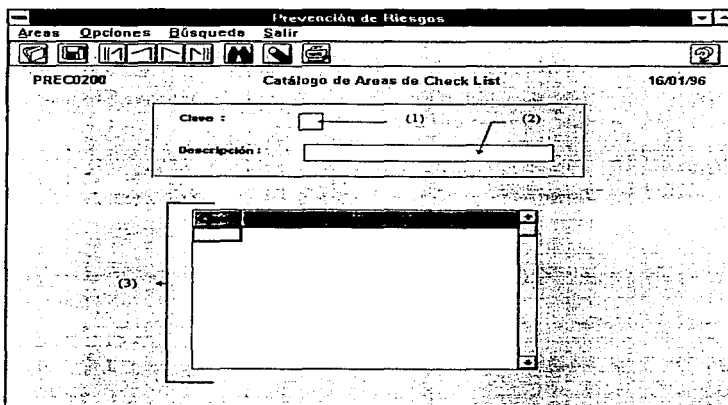 Prevención de Riesgos
Areas Opciones Búsqueda Salir
PREC0200 Catálogo de Areas de Check List 16/01/96
Clave : (1) (2)
Descripción :
(3)